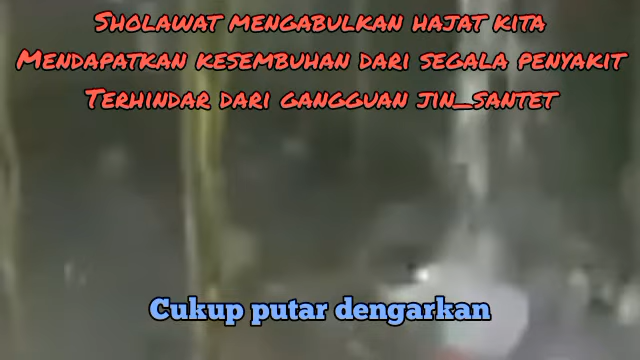 Sholawat mengabulkan hajat kita
Mendapatkan kesembuhan dari segala penyakit
Terhindar dari gangguan jin_santet
Cukup putar dengarkan